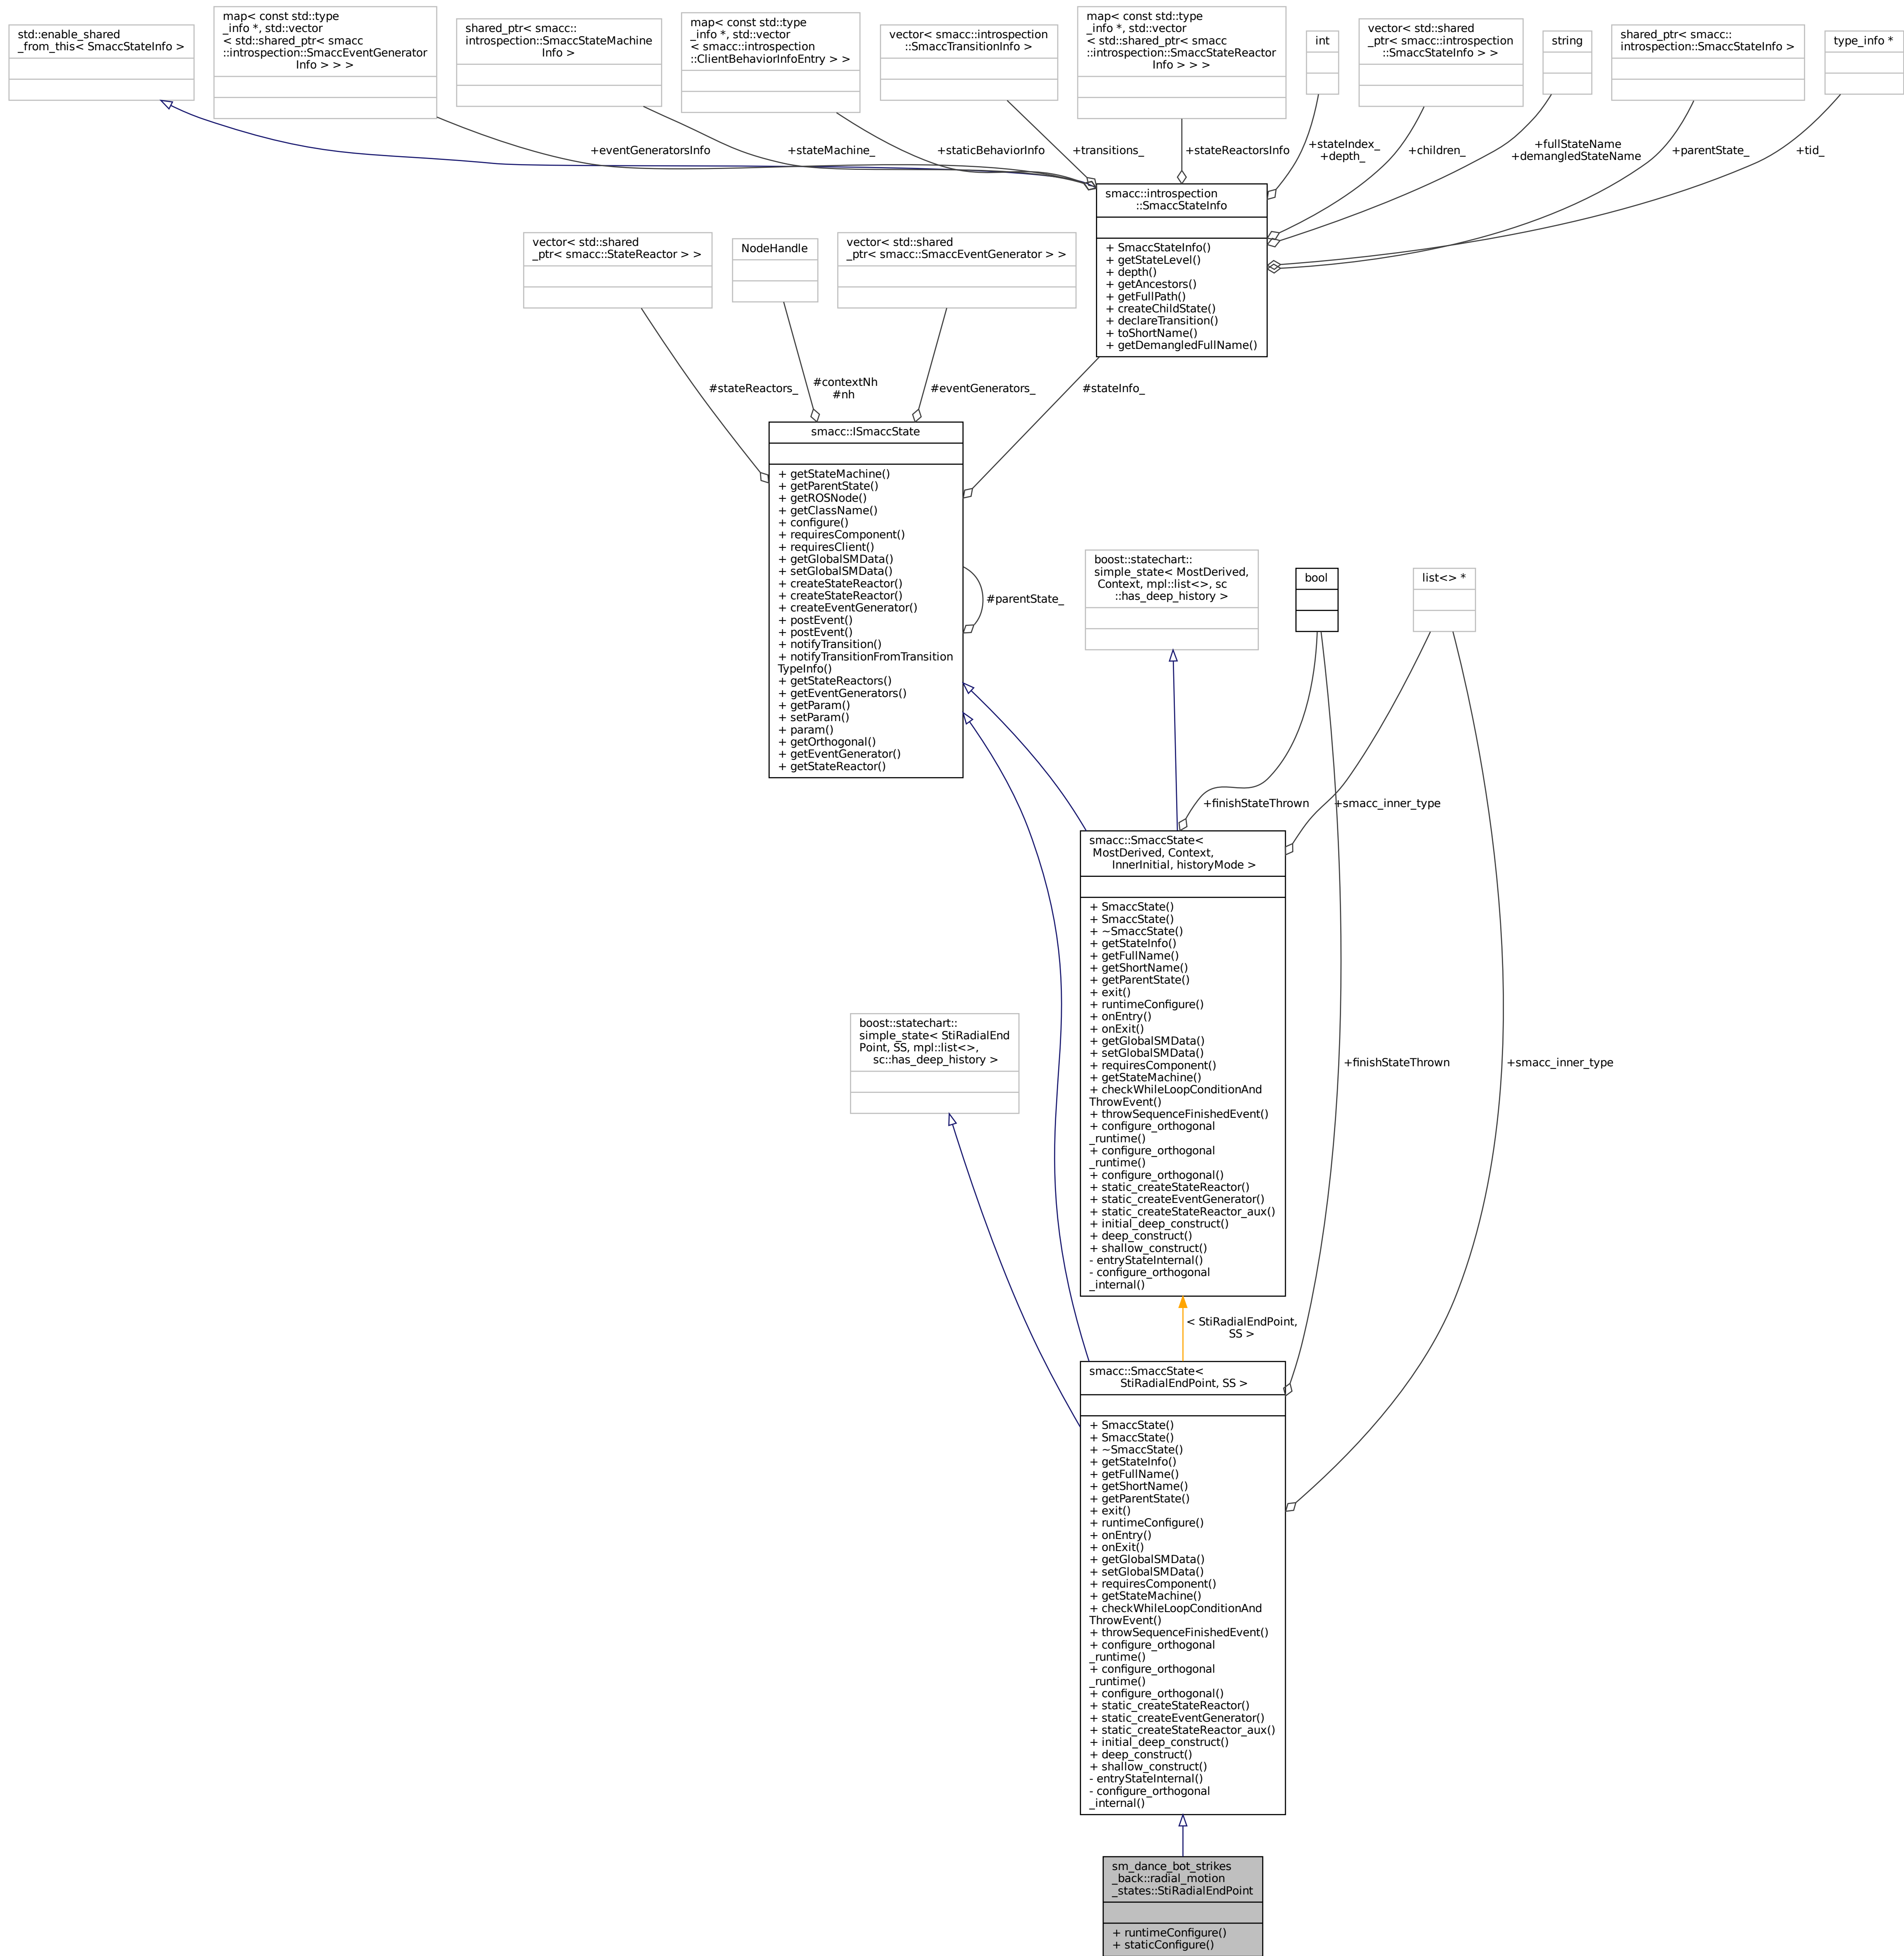 std::enable_shared
_from_this< SmaccStateInfo >
map< const std::type
_info *, std::vector
< std::shared_ptr< smacc
::introspection::SmaccEventGenerator
Info > > >
shared_ptr< smacc::
introspection::SmaccStateMachine
Info >
map< const std::type
_info *, std::vector
< smacc::introspection
::ClientBehaviorInfoEntry > >
vector< smacc::introspection
::SmaccTransitionInfo >
map< const std::type
_info *, std::vector
< std::shared_ptr< smacc
::introspection::SmaccStateReactor
Info > > >
int
vector< std::shared
_ptr< smacc::introspection
::SmaccStateInfo > >
string
shared_ptr< smacc::
introspection::SmaccStateInfo >
type_info *
+eventGeneratorsInfo
+stateMachine_
+staticBehaviorInfo
+transitions_
+stateReactorsInfo
+stateIndex_
+depth_
+children_
+fullStateName
+demangledStateName
+parentState_
+tid_
smacc::introspection
::SmaccStateInfo
+ SmaccStateInfo()
+ getStateLevel()
+ depth()
+ getAncestors()
+ getFullPath()
+ createChildState()
+ declareTransition()
+ toShortName()
+ getDemangledFullName()
vector< std::shared
_ptr< smacc::StateReactor > >
NodeHandle
vector< std::shared
_ptr< smacc::SmaccEventGenerator > >
#stateReactors_
#contextNh
#nh
#eventGenerators_
#stateInfo_
smacc::ISmaccState
+ getStateMachine()
+ getParentState()
+ getROSNode()
+ getClassName()
+ configure()
+ requiresComponent()
+ requiresClient()
+ getGlobalSMData()
+ setGlobalSMData()
+ createStateReactor()
+ createStateReactor()
+ createEventGenerator()
+ postEvent()
+ postEvent()
+ notifyTransition()
+ notifyTransitionFromTransition
TypeInfo()
+ getStateReactors()
+ getEventGenerators()
+ getParam()
+ setParam()
+ param()
+ getOrthogonal()
+ getEventGenerator()
+ getStateReactor()
#parentState_
boost::statechart::
simple_state< MostDerived,
Context, mpl::list<>, sc
::has_deep_history >
bool
list<> *
+finishStateThrown
+smacc_inner_type
smacc::SmaccState<
MostDerived, Context,
InnerInitial, historyMode >
+ SmaccState()
+ SmaccState()
+ ~SmaccState()
+ getStateInfo()
+ getFullName()
+ getShortName()
+ getParentState()
+ exit()
+ runtimeConfigure()
+ onEntry()
+ onExit()
+ getGlobalSMData()
+ setGlobalSMData()
+ requiresComponent()
+ getStateMachine()
+ checkWhileLoopConditionAnd
ThrowEvent()
+ throwSequenceFinishedEvent()
+ configure_orthogonal
_runtime()
+ configure_orthogonal
_runtime()
+ configure_orthogonal()
+ static_createStateReactor()
+ static_createEventGenerator()
+ static_createStateReactor_aux()
+ initial_deep_construct()
+ deep_construct()
+ shallow_construct()
- entryStateInternal()
- configure_orthogonal
_internal()
boost::statechart::
simple_state< StiRadialEnd
Point, SS, mpl::list<>,
sc::has_deep_history >
+finishStateThrown
+smacc_inner_type
< StiRadialEndPoint,
SS >
smacc::SmaccState<
StiRadialEndPoint, SS >
+ SmaccState()
+ SmaccState()
+ ~SmaccState()
+ getStateInfo()
+ getFullName()
+ getShortName()
+ getParentState()
+ exit()
+ runtimeConfigure()
+ onEntry()
+ onExit()
+ getGlobalSMData()
+ setGlobalSMData()
+ requiresComponent()
+ getStateMachine()
+ checkWhileLoopConditionAnd
ThrowEvent()
+ throwSequenceFinishedEvent()
+ configure_orthogonal
_runtime()
+ configure_orthogonal
_runtime()
+ configure_orthogonal()
+ static_createStateReactor()
+ static_createEventGenerator()
+ static_createStateReactor_aux()
+ initial_deep_construct()
+ deep_construct()
+ shallow_construct()
- entryStateInternal()
- configure_orthogonal
_internal()
sm_dance_bot_strikes
_back::radial_motion
_states::StiRadialEndPoint
+ runtimeConfigure()
+ staticConfigure()